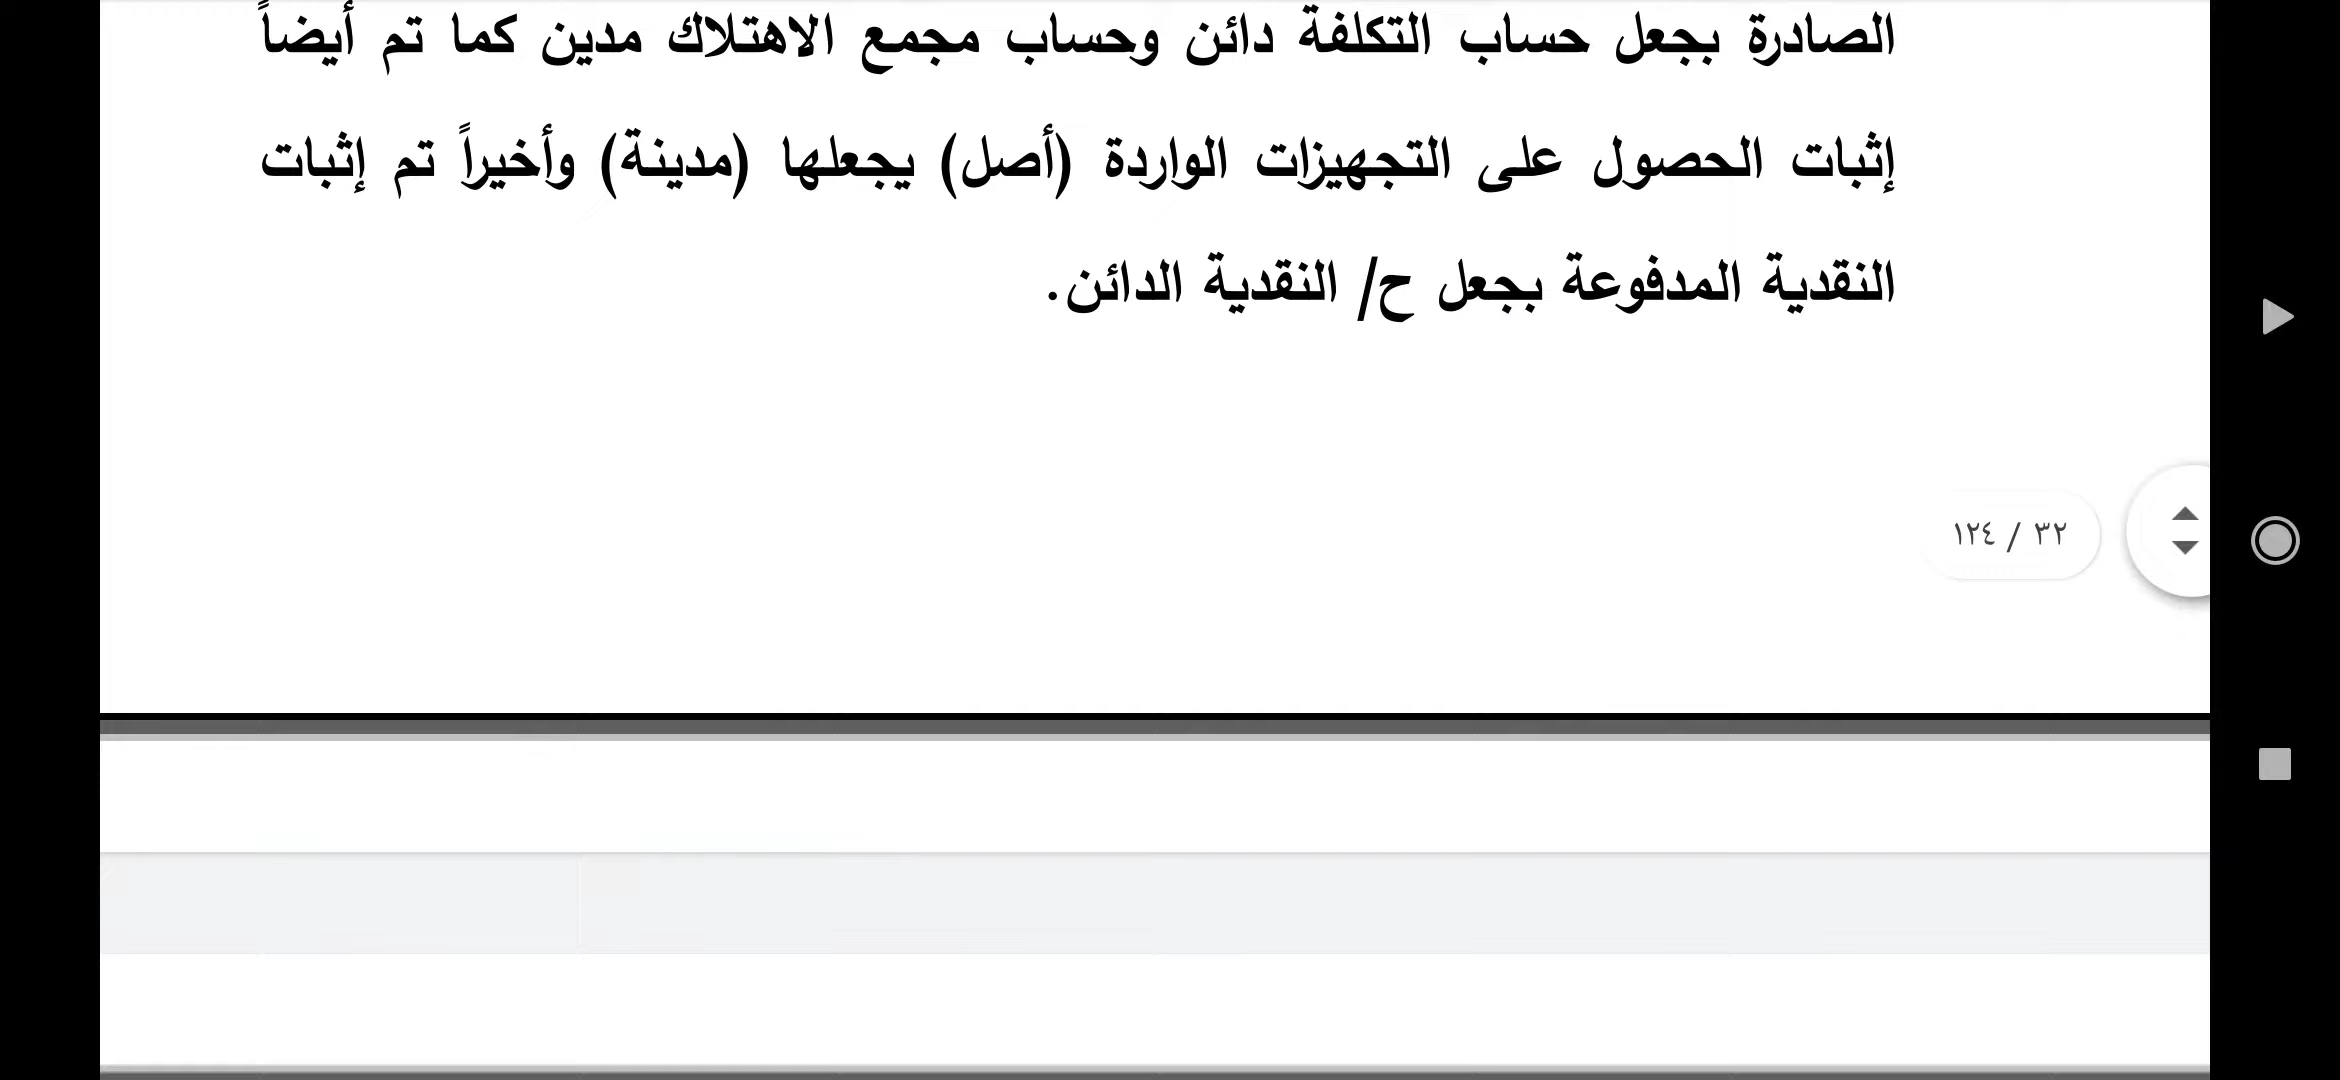 الصادرة بجعل حساب التكلفة دائن وحساب مجمع الاهتلاك مدين كما تم أيضاً
إثبات الحصول على التجهيزات الواردة (أصل) يجعلها (مدينة) وأخيراً تم إثبات
النقدية المدفوعة بجعل ح/ النقدية الدائن.
٣٢ / ١٢٤